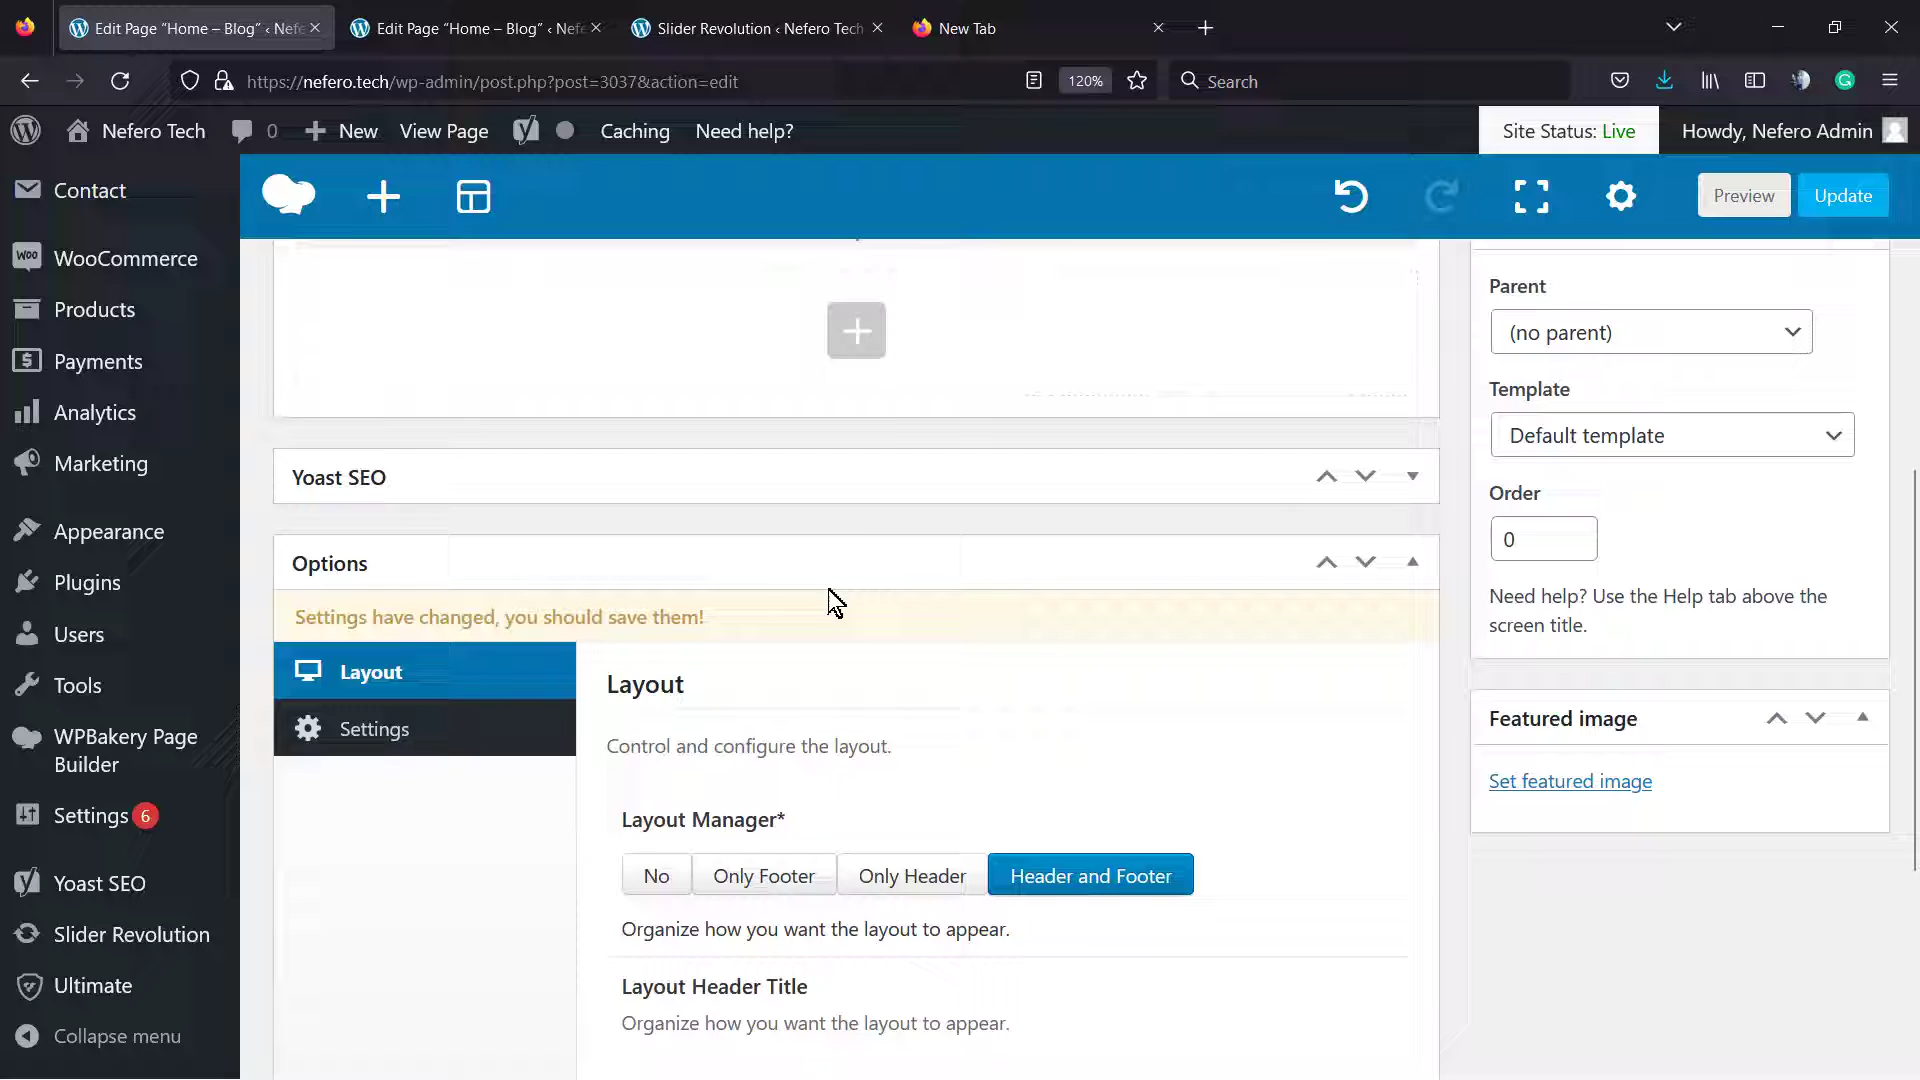 Edit Page “Home – Blog” ‹ Nefe
Edit Page “Home – Blog” ‹ Nefe
Slider Revolution ‹ Nefero Tech
New Tab
https://nefero.tech/wp-admin/post.php?post=3037&action=edit
120%
Search
Nefero Tech
0
New
View Page
Caching
Need help?
Site Status: Live
Howdy, Nefero Admin
Contact
WooCommerce
Products
Payments
Analytics
Marketing
Appearance
Plugins
Users
Tools
WPBakery Page
Builder
Settings 6
Yoast SEO
Slider Revolution
Ultimate
Collapse menu
Preview
Update
Yoast SEO
Options
Settings have changed, you should save them!
Layout
Settings
Layout
Control and configure the layout.
Layout Manager*
No
Only Footer
Only Header
Header and Footer
Organize how you want the layout to appear.
Layout Header Title
Organize how you want the layout to appear.
Parent
(no parent)
Template
Default template
Order
0
Need help? Use the Help tab above the
screen title.
Featured image
Set featured image